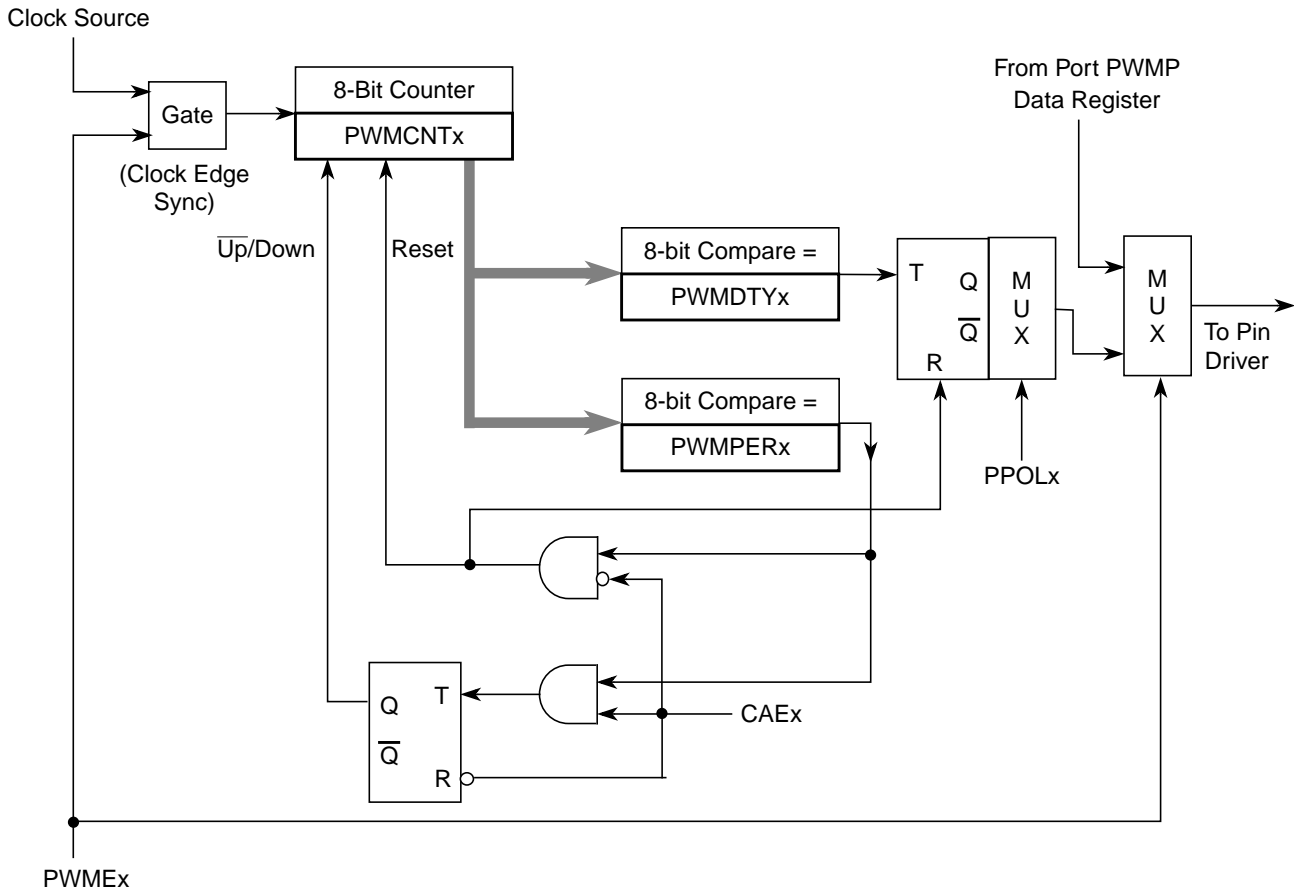 Clock Source
From Port PWMP
Data Register
Gate
8-Bit Counter
PWMCNTx
(Clock Edge
Sync)
U̅p̅/Down
Reset
8-bit Compare =
PWMDTYx
T
Q
Q̅
R
M
U
X
M
U
X
To Pin
Driver
8-bit Compare =
PWMPERx
PPOLx
Q
T
Q̅
R
CAEx
PWMEx